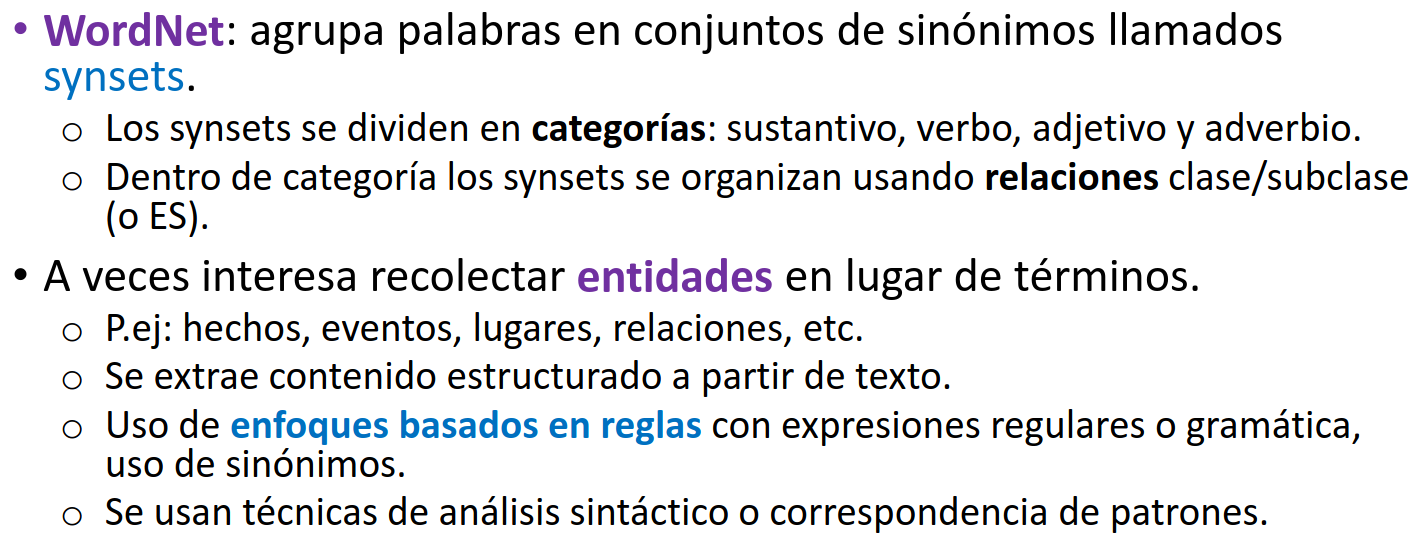 • WordNet: agrupa palabras en conjuntos de sinónimos llamados
synsets.
o Los synsets se dividen en categorías: sustantivo, verbo, adjetivo y adverbio.
o Dentro de categoría los synsets se organizan usando relaciones clase/subclase
(o ES).
• A veces interesa recolectar entidades en lugar de términos.
o P.ej: hechos, eventos, lugares, relaciones, etc.
o Se extrae contenido estructurado a partir de texto.
o Uso de enfoques basados en reglas con expresiones regulares o gramática,
uso de sinónimos.
o Se usan técnicas de análisis sintáctico o correspondencia de patrones.